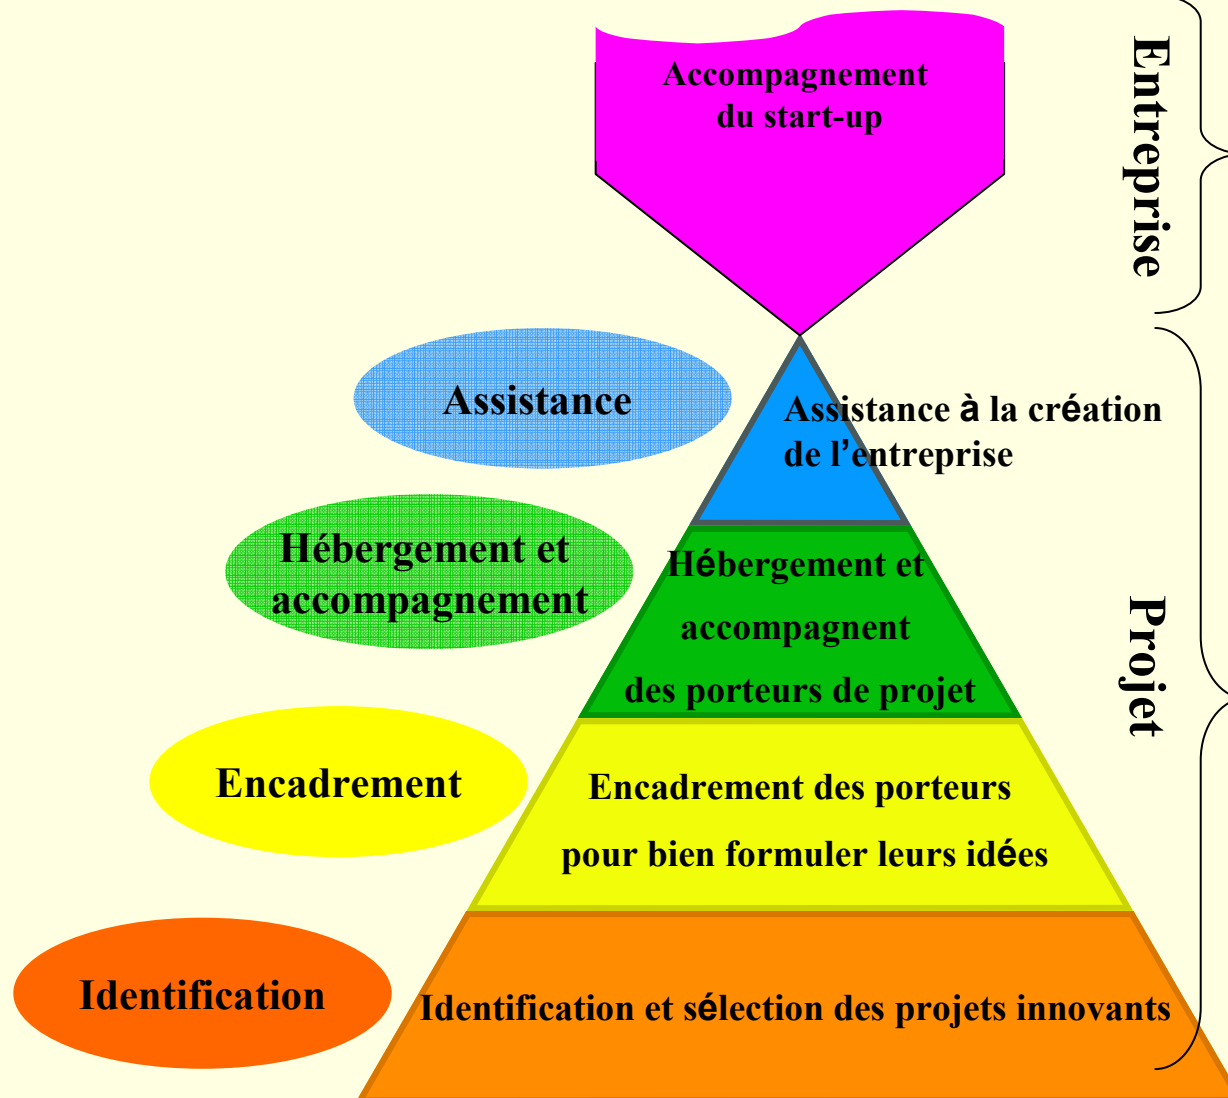 Accompagnement
du start-up
Entreprise
Assistance
Assistance à la création
de l’entreprise
Hébergement et
accompagnement
Hébergement et
accompagnent
des porteurs de projet
Projet
Encadrement
Encadrement des porteurs
pour bien formuler leurs idées
Identification
Identification et sélection des projets innovants